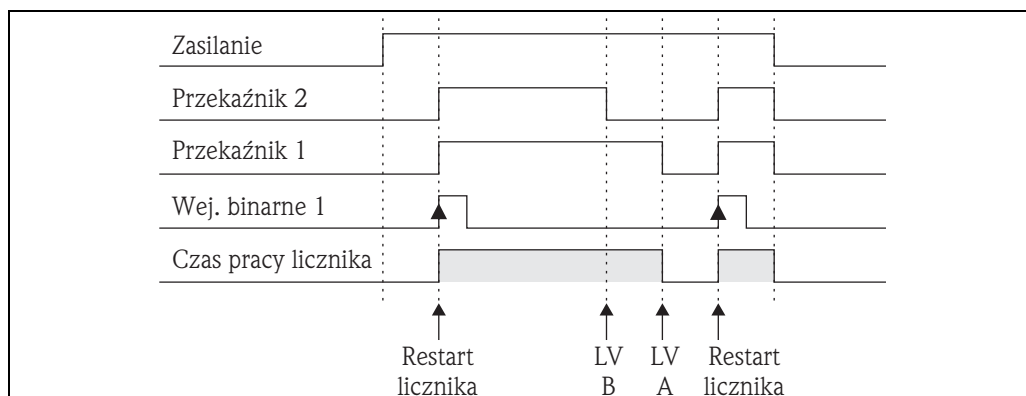 Zasilanie
Przekaźnik 2
Przekaźnik 1
Wej. binarne 1
Czas pracy licznika
Restart LV LV Restart
licznika B A licznika